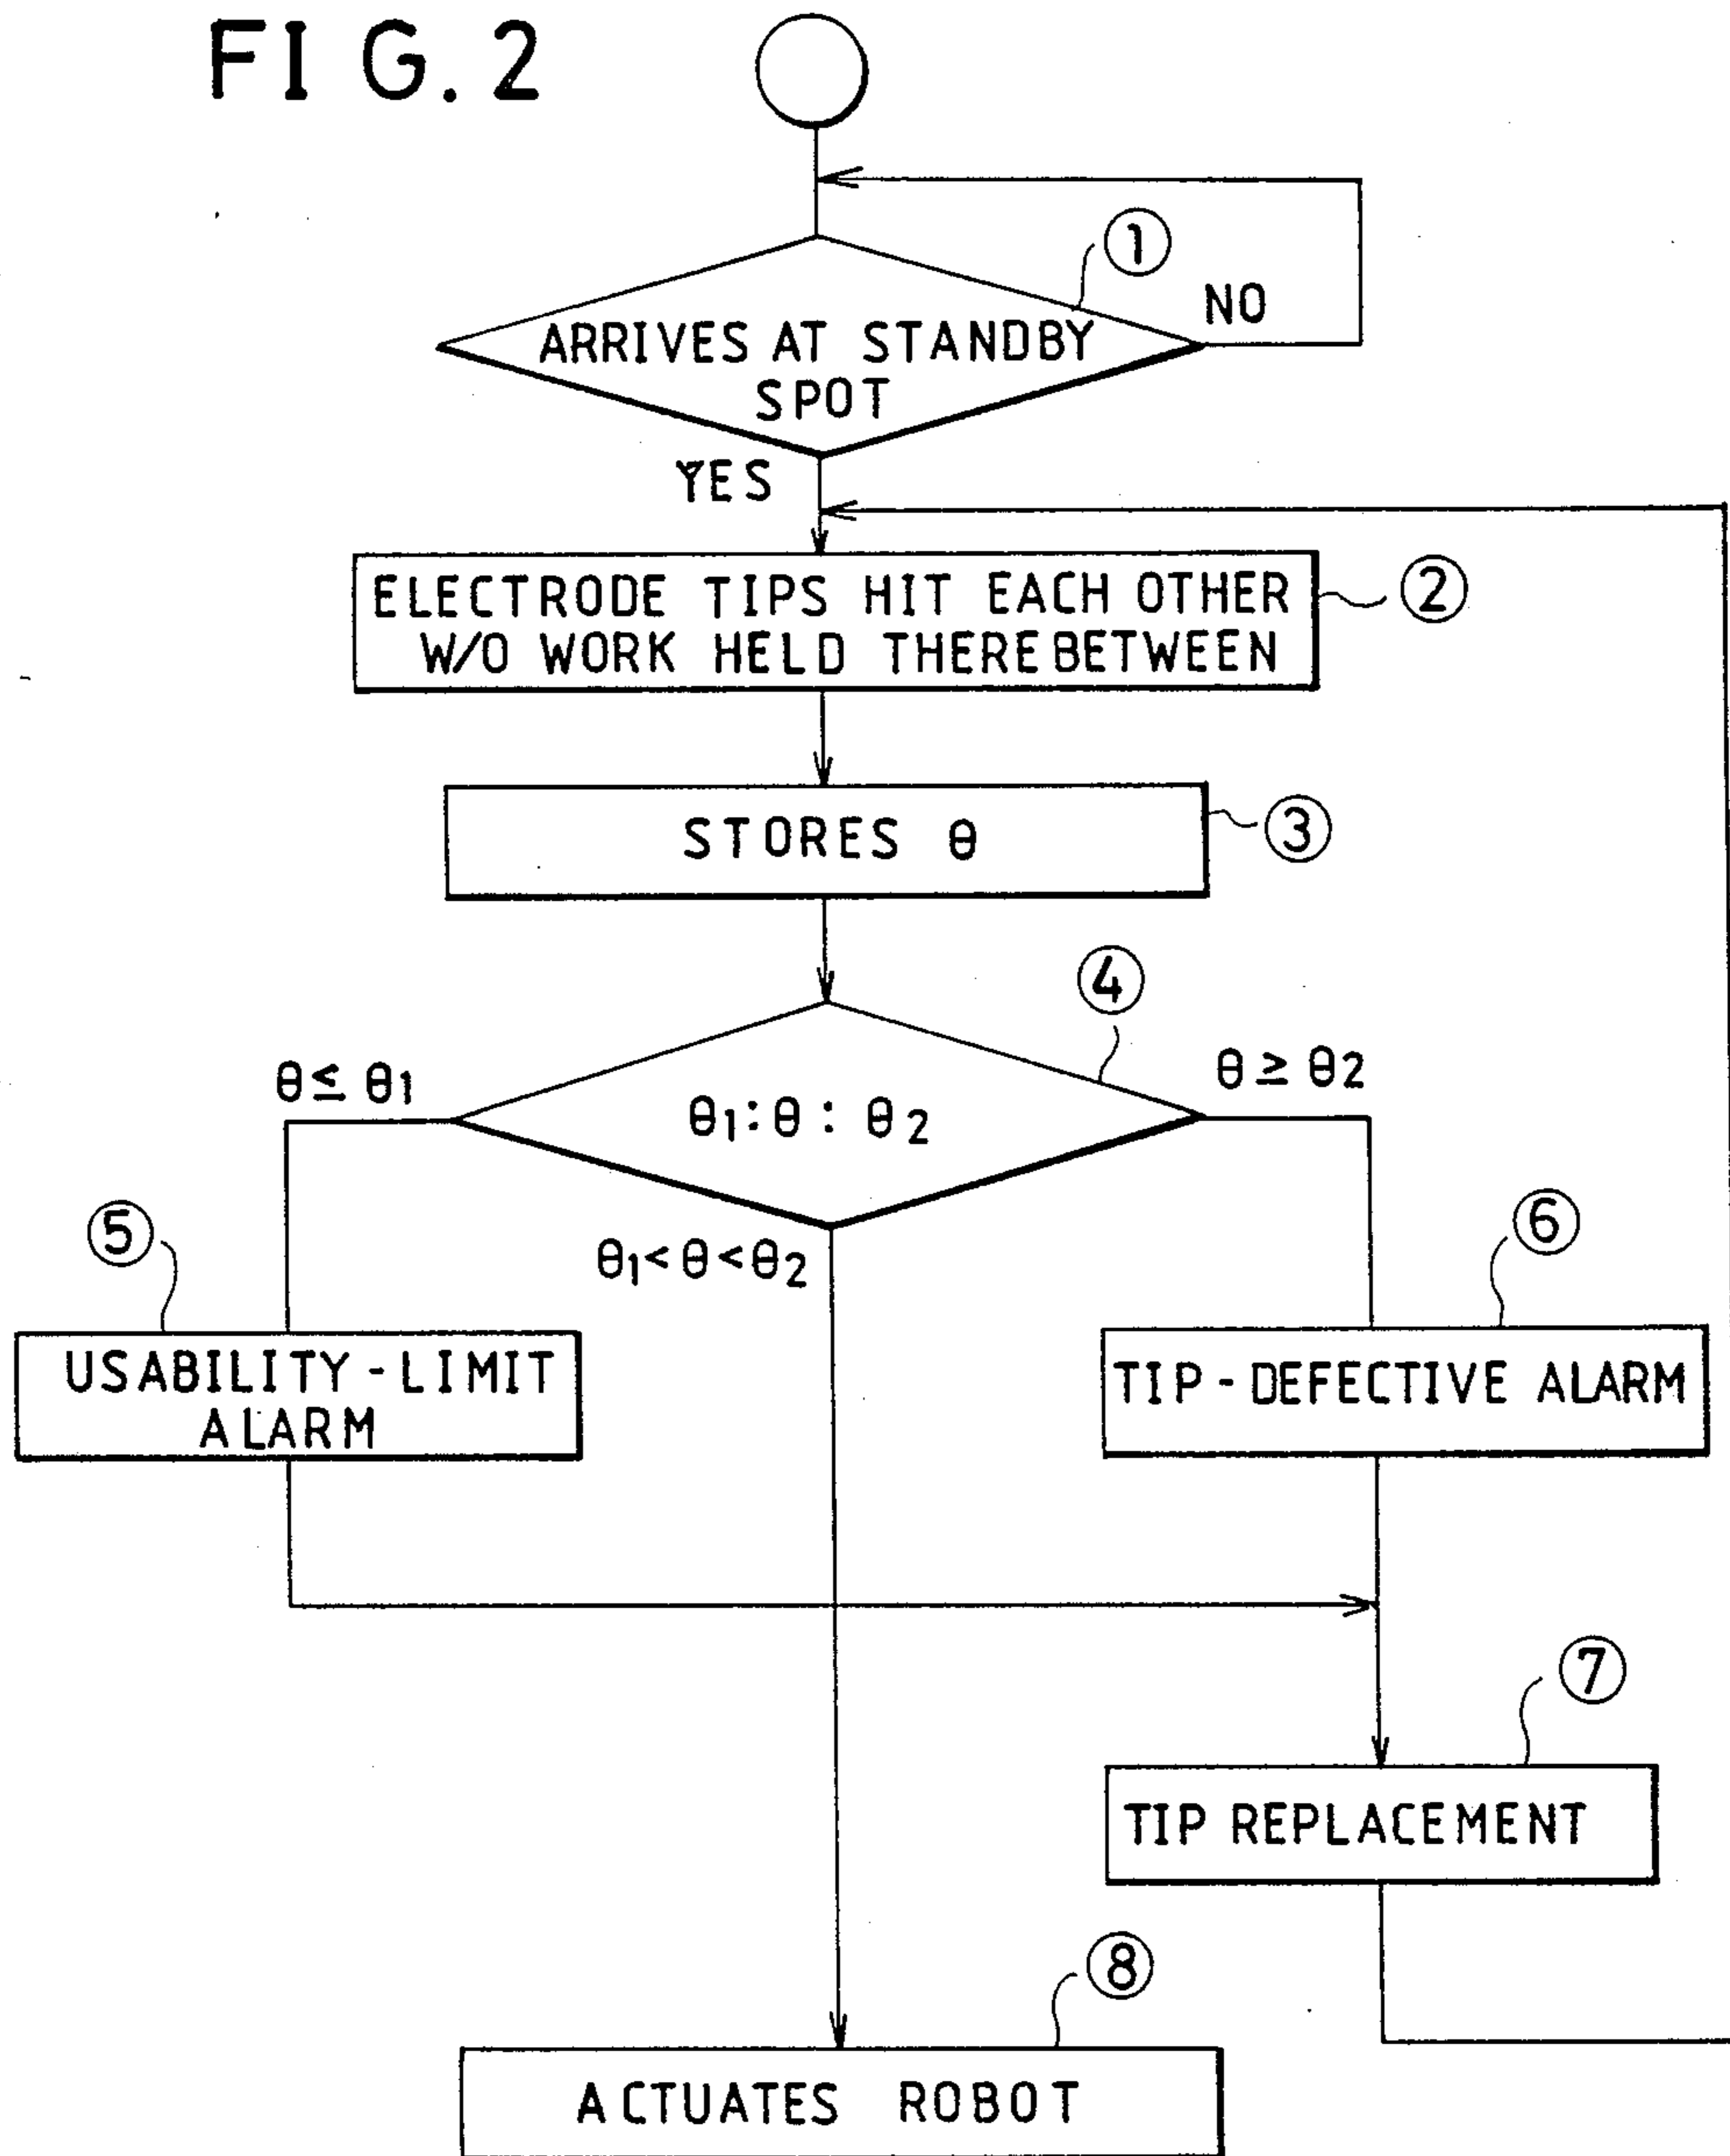 FIG. 2
①
NO
ARRIVES AT STANDBY
SPOT
YES
ELECTRODE TIPS HIT EACH OTHER
W/O WORK HELD THEREBETWEEN
②
STORES θ
③
④
θ≤θ1
θ≥θ2
θ1:θ:θ2
θ1<θ<θ2
⑤
⑥
USABILITY-LIMIT
ALARM
TIP-DEFECTIVE ALARM
⑦
TIP REPLACEMENT
⑧
ACTUATES ROBOT